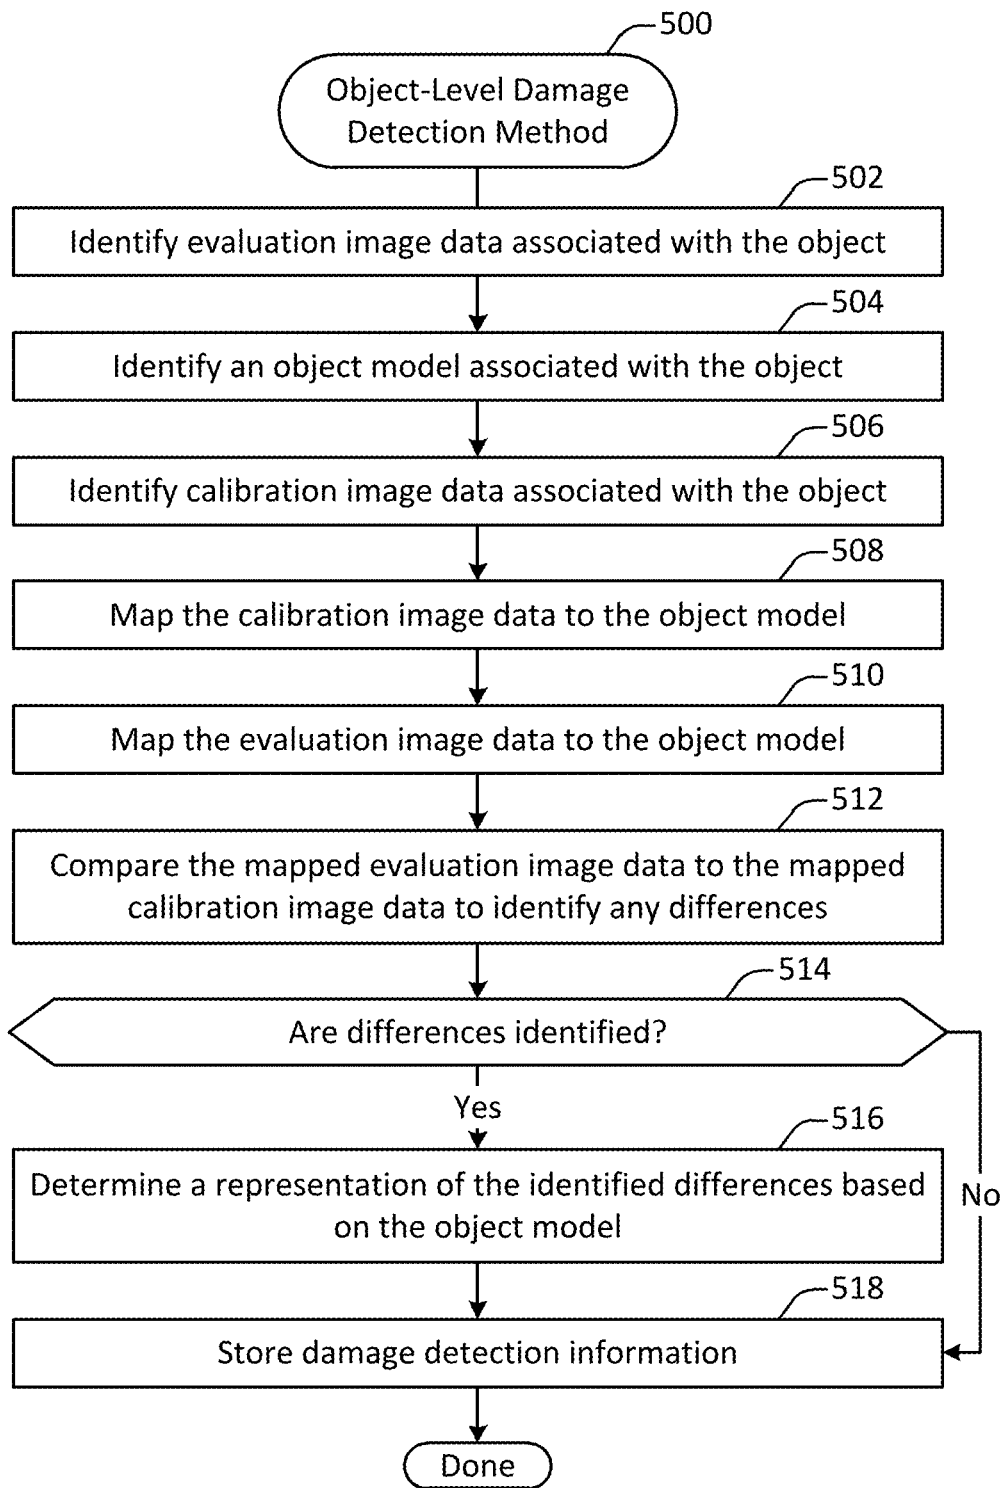 500
Object-Level Damage
Detection Method
502
Identify evaluation image data associated with the object
504
Identify an object model associated with the object
506
Identify calibration image data associated with the object
508
Map the calibration image data to the object model
510
Map the evaluation image data to the object model
512
Compare the mapped evaluation image data to the mapped
calibration image data to identify any differences
514
Are differences identified?
Yes
516
Determine a representation of the identified differences based
on the object model
No
518
Store damage detection information
Done